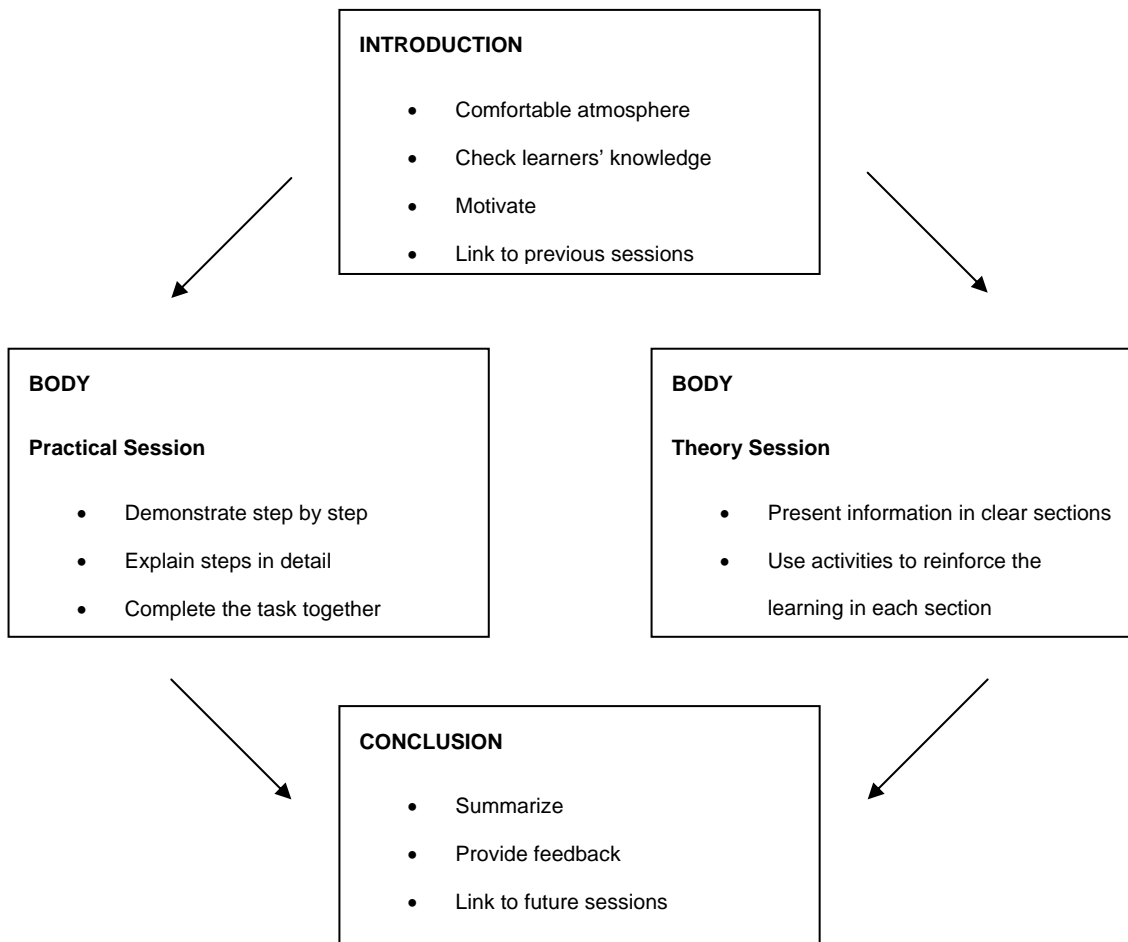 INTRODUCTION
• Comfortable atmosphere
• Check learners’ knowledge
• Motivate
• Link to previous sessions
BODY
Practical Session
• Demonstrate step by step
• Explain steps in detail
• Complete the task together
BODY
Theory Session
• Present information in clear sections
• Use activities to reinforce the
learning in each section
CONCLUSION
• Summarize
• Provide feedback
• Link to future sessions